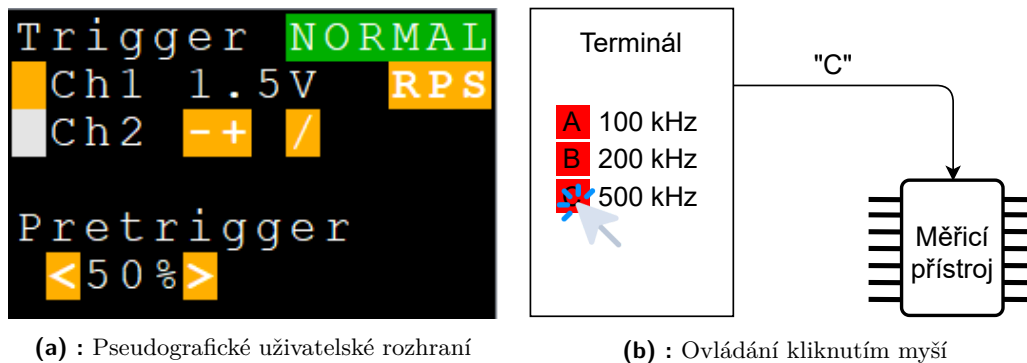 Trigger NORMAL
Ch1 1.5V RPS
Ch2 -+ /
Pretrigger
<50%>
(a) : Pseudografické uživatelské rozhraní
Terminál
A 100 kHz
B 200 kHz
C 500 kHz
"C"
Měřicí
přístroj
(b) : Ovládání kliknutím myší